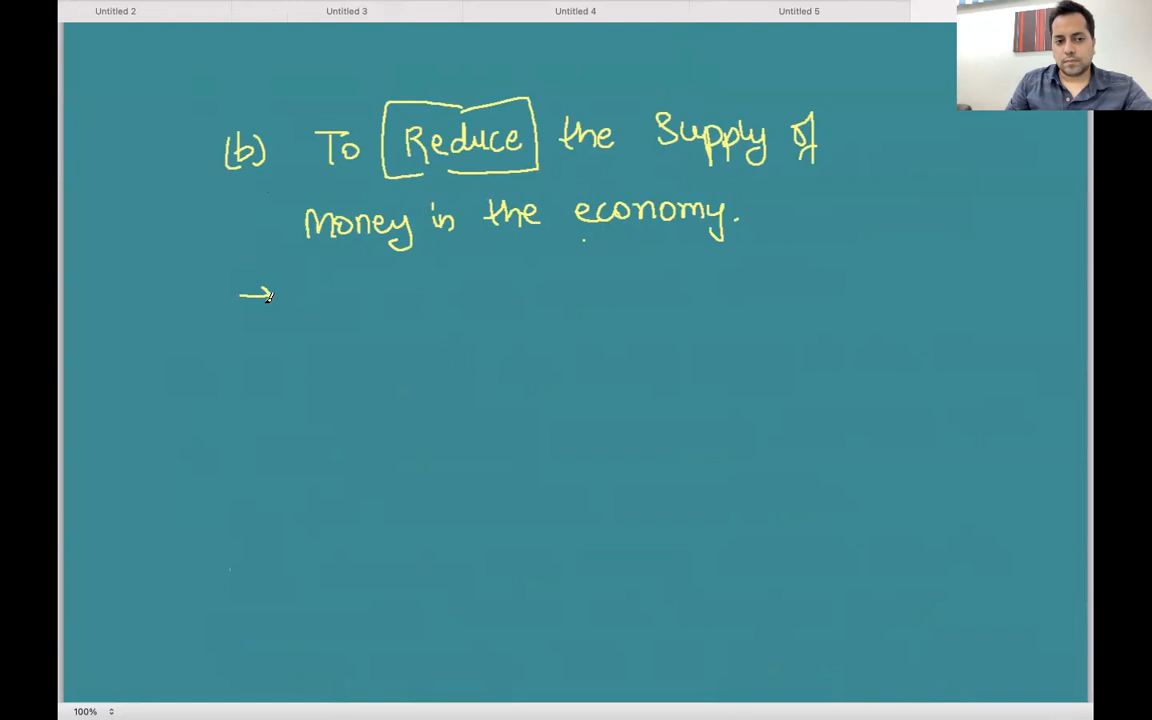 Untitled 2 Untitled 3 Untitled 4 Untitled 5
(b) To Reduce the Supply of
Money in the economy.
→
100%